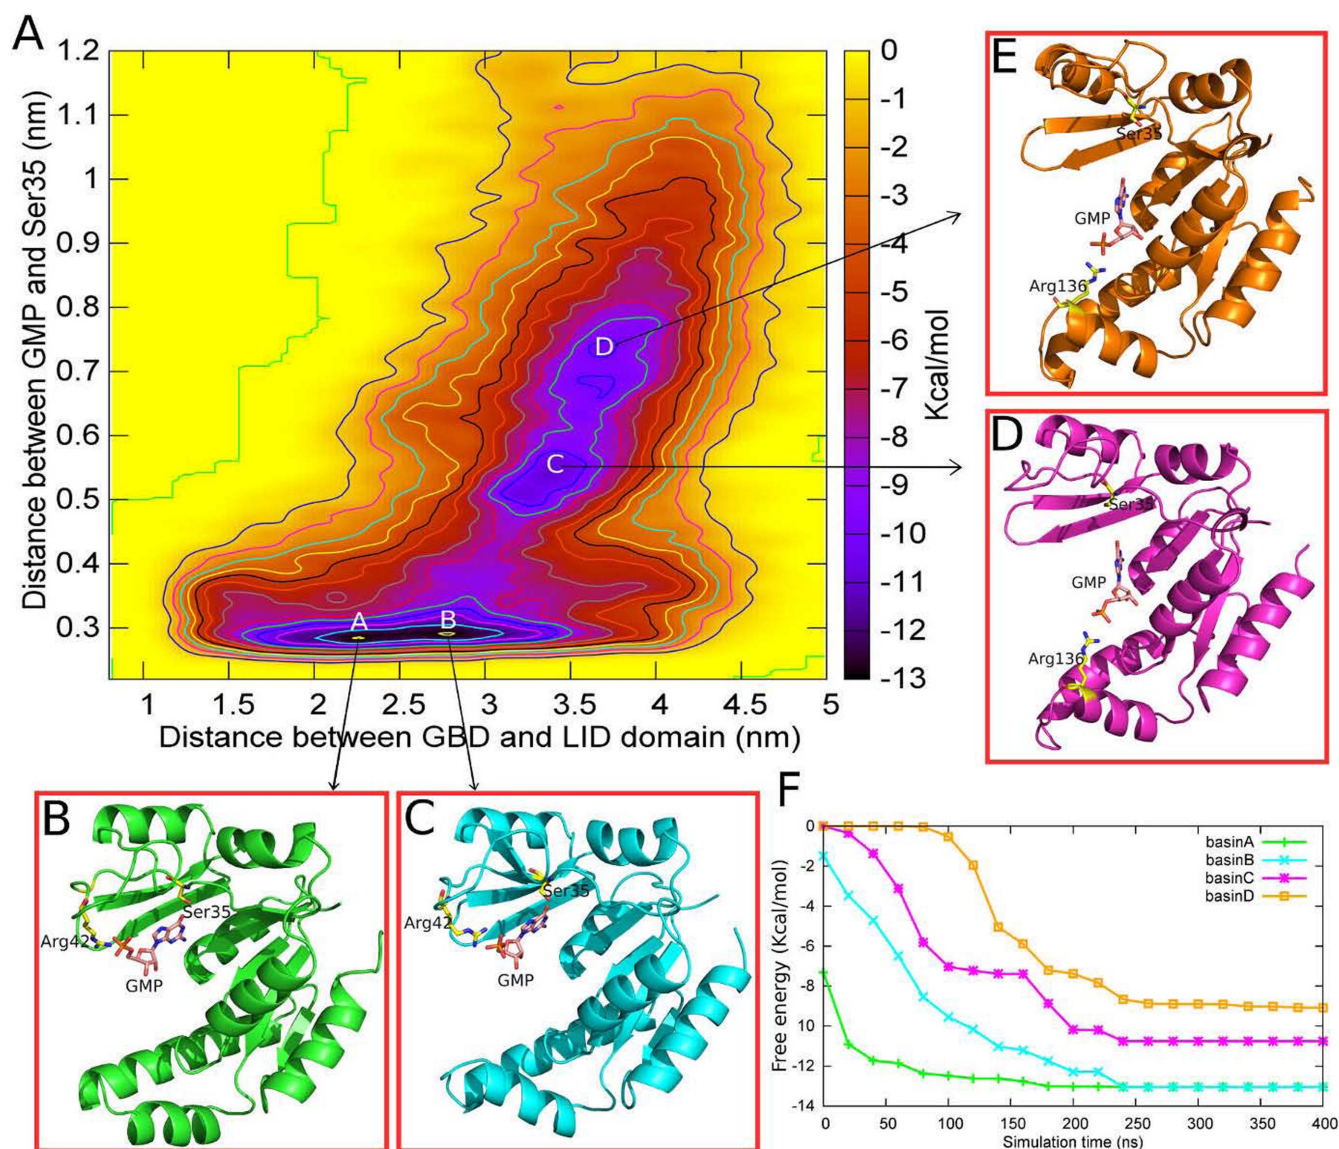 A
1.2
1.1
1
0.9
0.8
0.7
0.6
0.5
0.4
0.3
Distance between GMP and Ser35 (nm)
D
C
A
B
1
1.5
2
2.5
3
3.5
4
4.5
5
Distance between GBD and LID domain (nm)
0
-1
-2
-3
-4
-5
-6
-7
-8
-9
-10
-11
-12
-13
Kcal/mol
E
Ser35
GMP
Arg136
D
Ser35
GMP
Arg136
B
Ser35
Arg42
GMP
C
Ser35
Arg42
GMP
F
0
-2
-4
-6
-8
-10
-12
-14
Free energy (Kcal/mol)
basinA
basinB
basinC
basinD
0
50
100
150
200
250
300
350
400
Simulation time (ns)